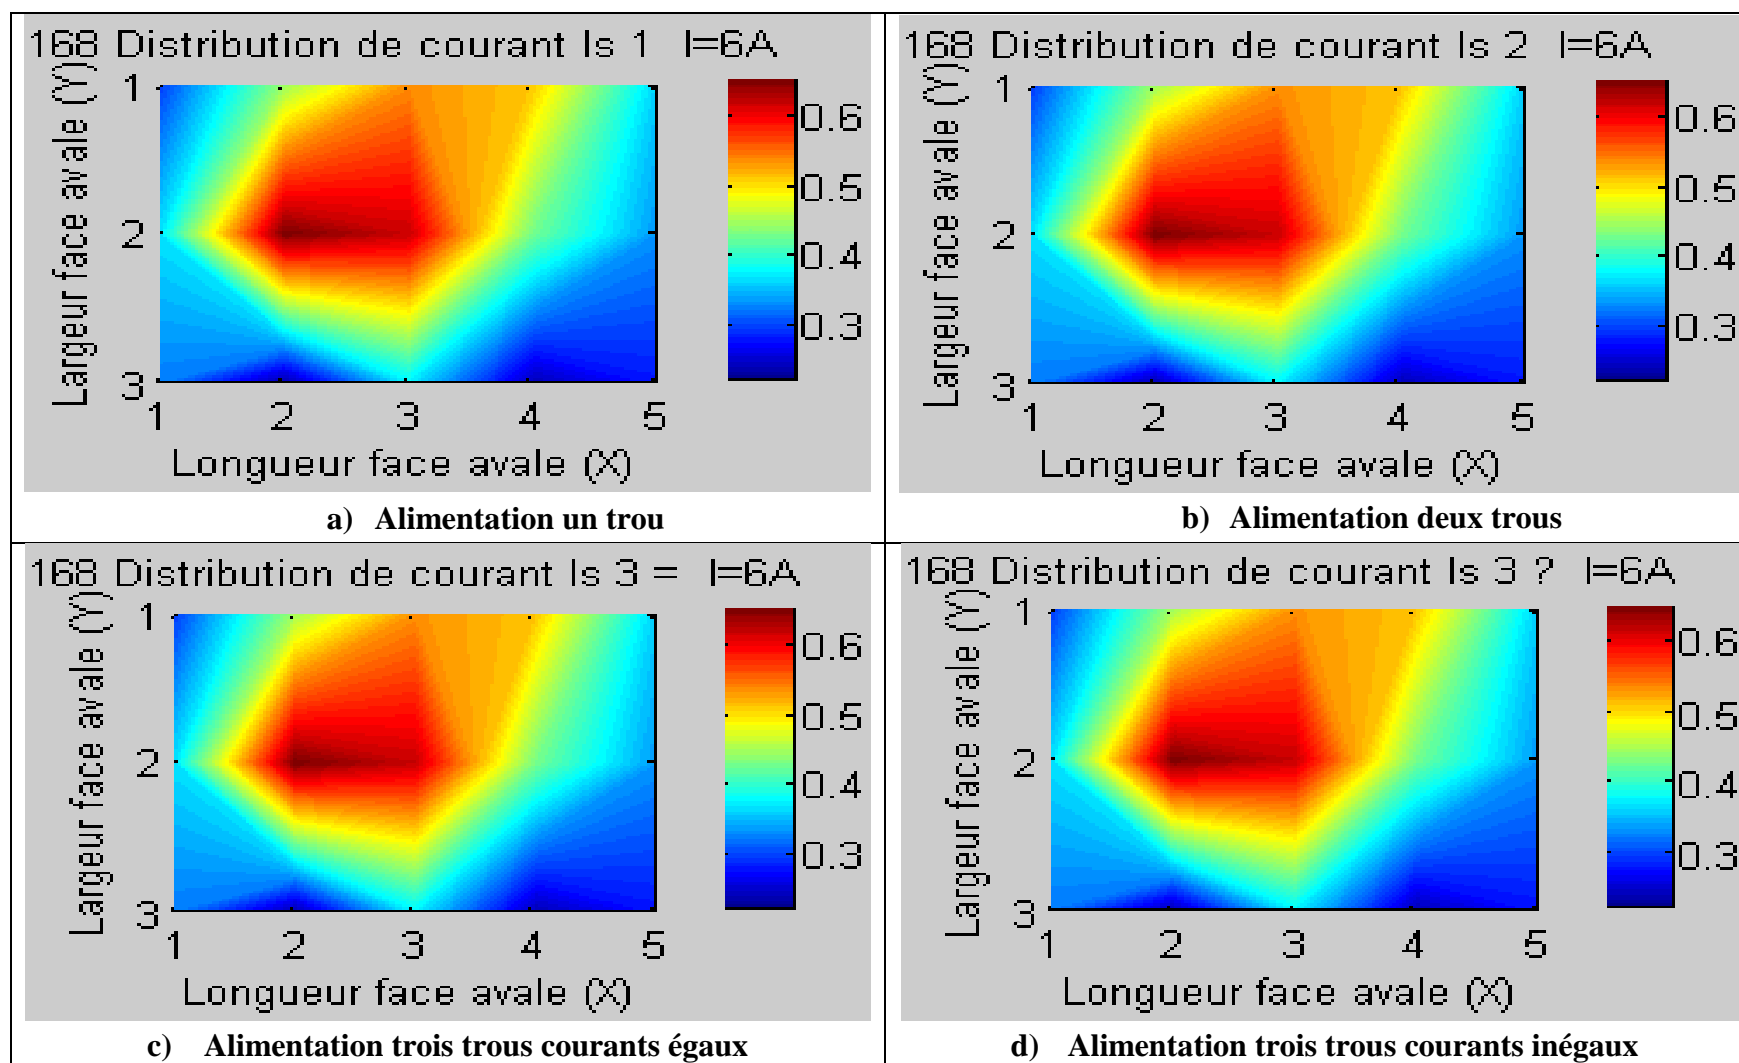 168 Distribution de courant Is 1 I=6A
Largeur face avale (Y)
1
2
3
1 2 3 4 5
Longueur face avale (X)
0.6
0.5
0.4
0.3
a) Alimentation un trou
168 Distribution de courant Is 2 I=6A
Largeur face avale (Y)
1
2
3
1 2 3 4 5
Longueur face avale (X)
0.6
0.5
0.4
0.3
b) Alimentation deux trous
168 Distribution de courant Is 3 = I=6A
Largeur face avale (Y)
1
2
3
1 2 3 4 5
Longueur face avale (X)
0.6
0.5
0.4
0.3
c) Alimentation trois trous courants égaux
168 Distribution de courant Is 3 ? I=6A
Largeur face avale (Y)
1
2
3
1 2 3 4 5
Longueur face avale (X)
0.6
0.5
0.4
0.3
d) Alimentation trois trous courants inégaux